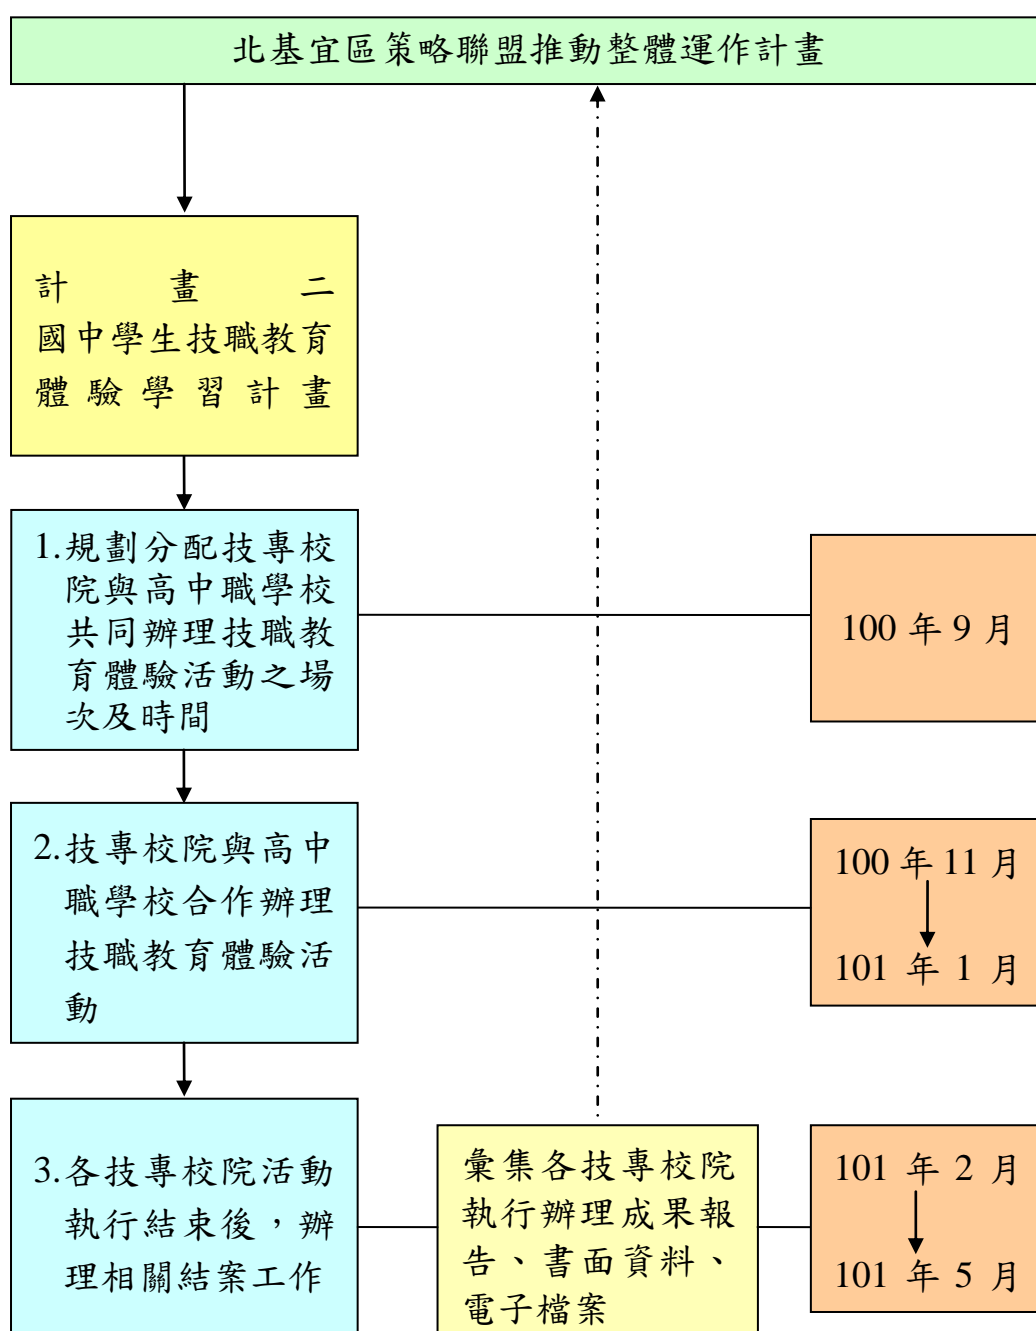 北基宜區策略聯盟推動整體運作計畫
計畫二
國中學生技職教育
體驗學習計畫
1.規劃分配技專校
院與高中職學校
共同辦理技職教
育體驗活動之場
次及時間
100 年 9 月
2.技專校院與高中
職學校合作辦理
技職教育體驗活
動
100 年 11 月
101 年 1 月
3.各技專校院活動
執行結束後，辦
理相關結案工作
彙集各技專校院
執行辦理成果報
告、書面資料、
電子檔案
101 年 2 月
101 年 5 月